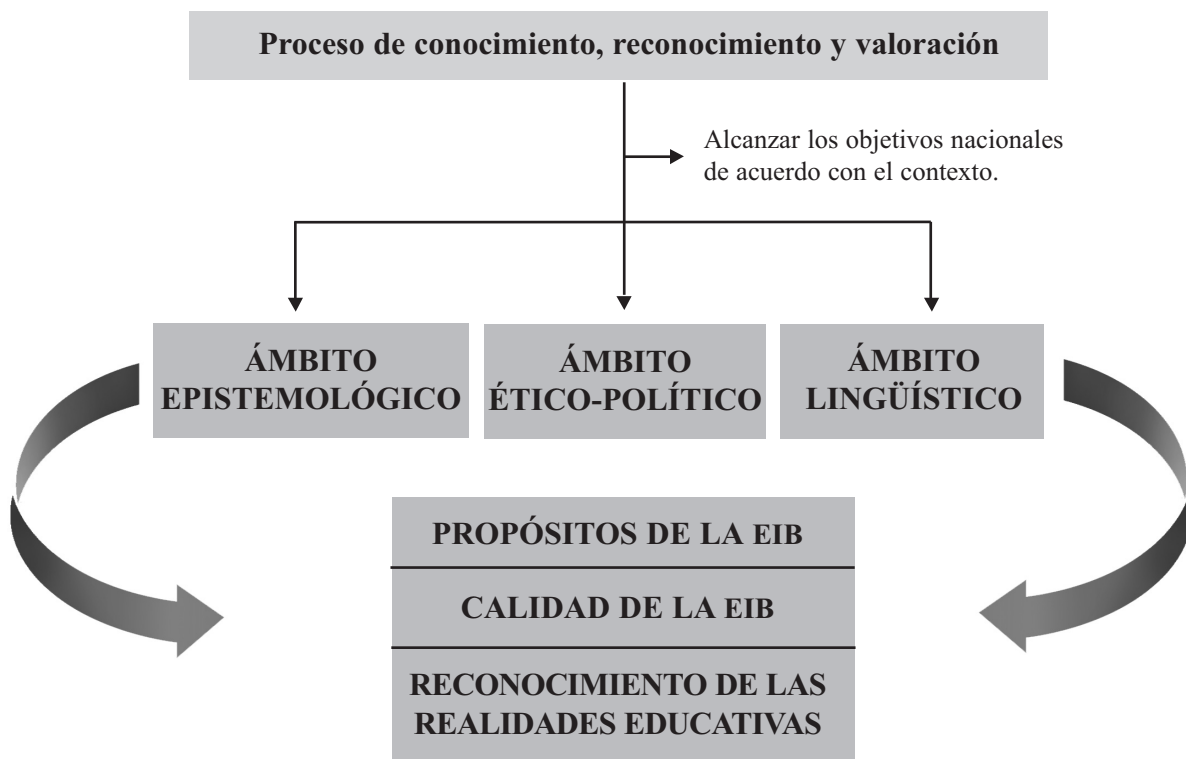 Proceso de conocimiento, reconocimiento y valoración
Alcanzar los objetivos nacionales
de acuerdo con el contexto.
ÁMBITO
EPISTEMOLÓGICO
ÁMBITO
ÉTICO-POLÍTICO
ÁMBITO
LINGÜÍSTICO
PROPÓSITOS DE LA EIB
CALIDAD DE LA EIB
RECONOCIMIENTO DE LAS
REALIDADES EDUCATIVAS